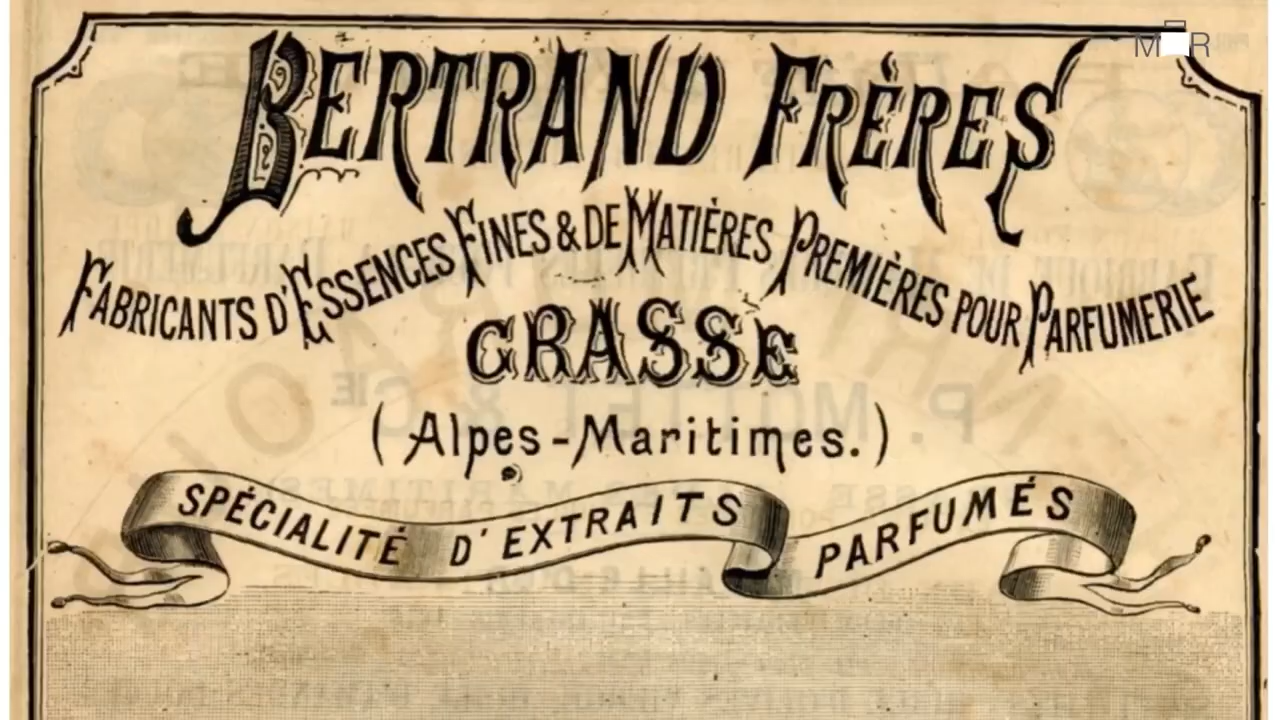 BERTRAND FRÈRES
FABRICANTS D'ESSENCES FINES & DE MATIÈRES PREMIÈRES POUR PARFUMERIE
GRASSE
(Alpes-Maritimes.)
SPÉCIALITÉ D'EXTRAITS PARFUMÉS